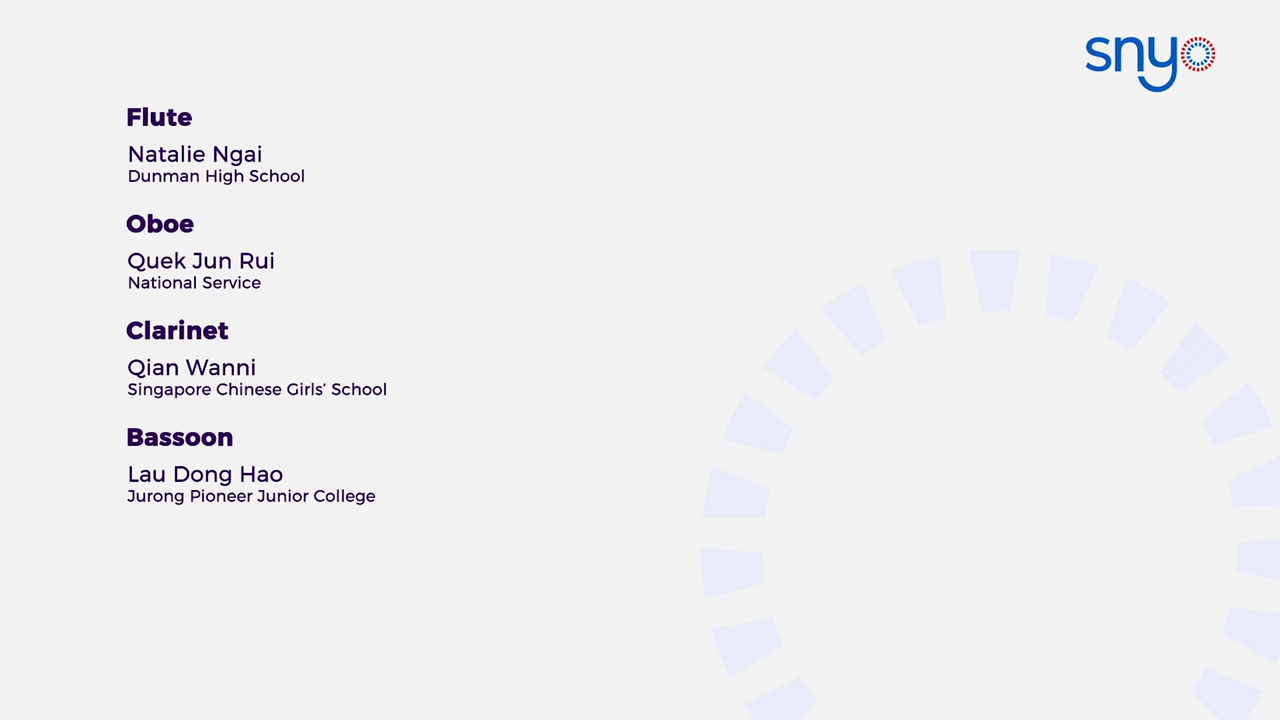 snyo
Flute
Natalie Ngai
Dunman High School
Oboe
Quek Jun Rui
National Service
Clarinet
Qian Wanni
Singapore Chinese Girls’ School
Bassoon
Lau Dong Hao
Jurong Pioneer Junior College